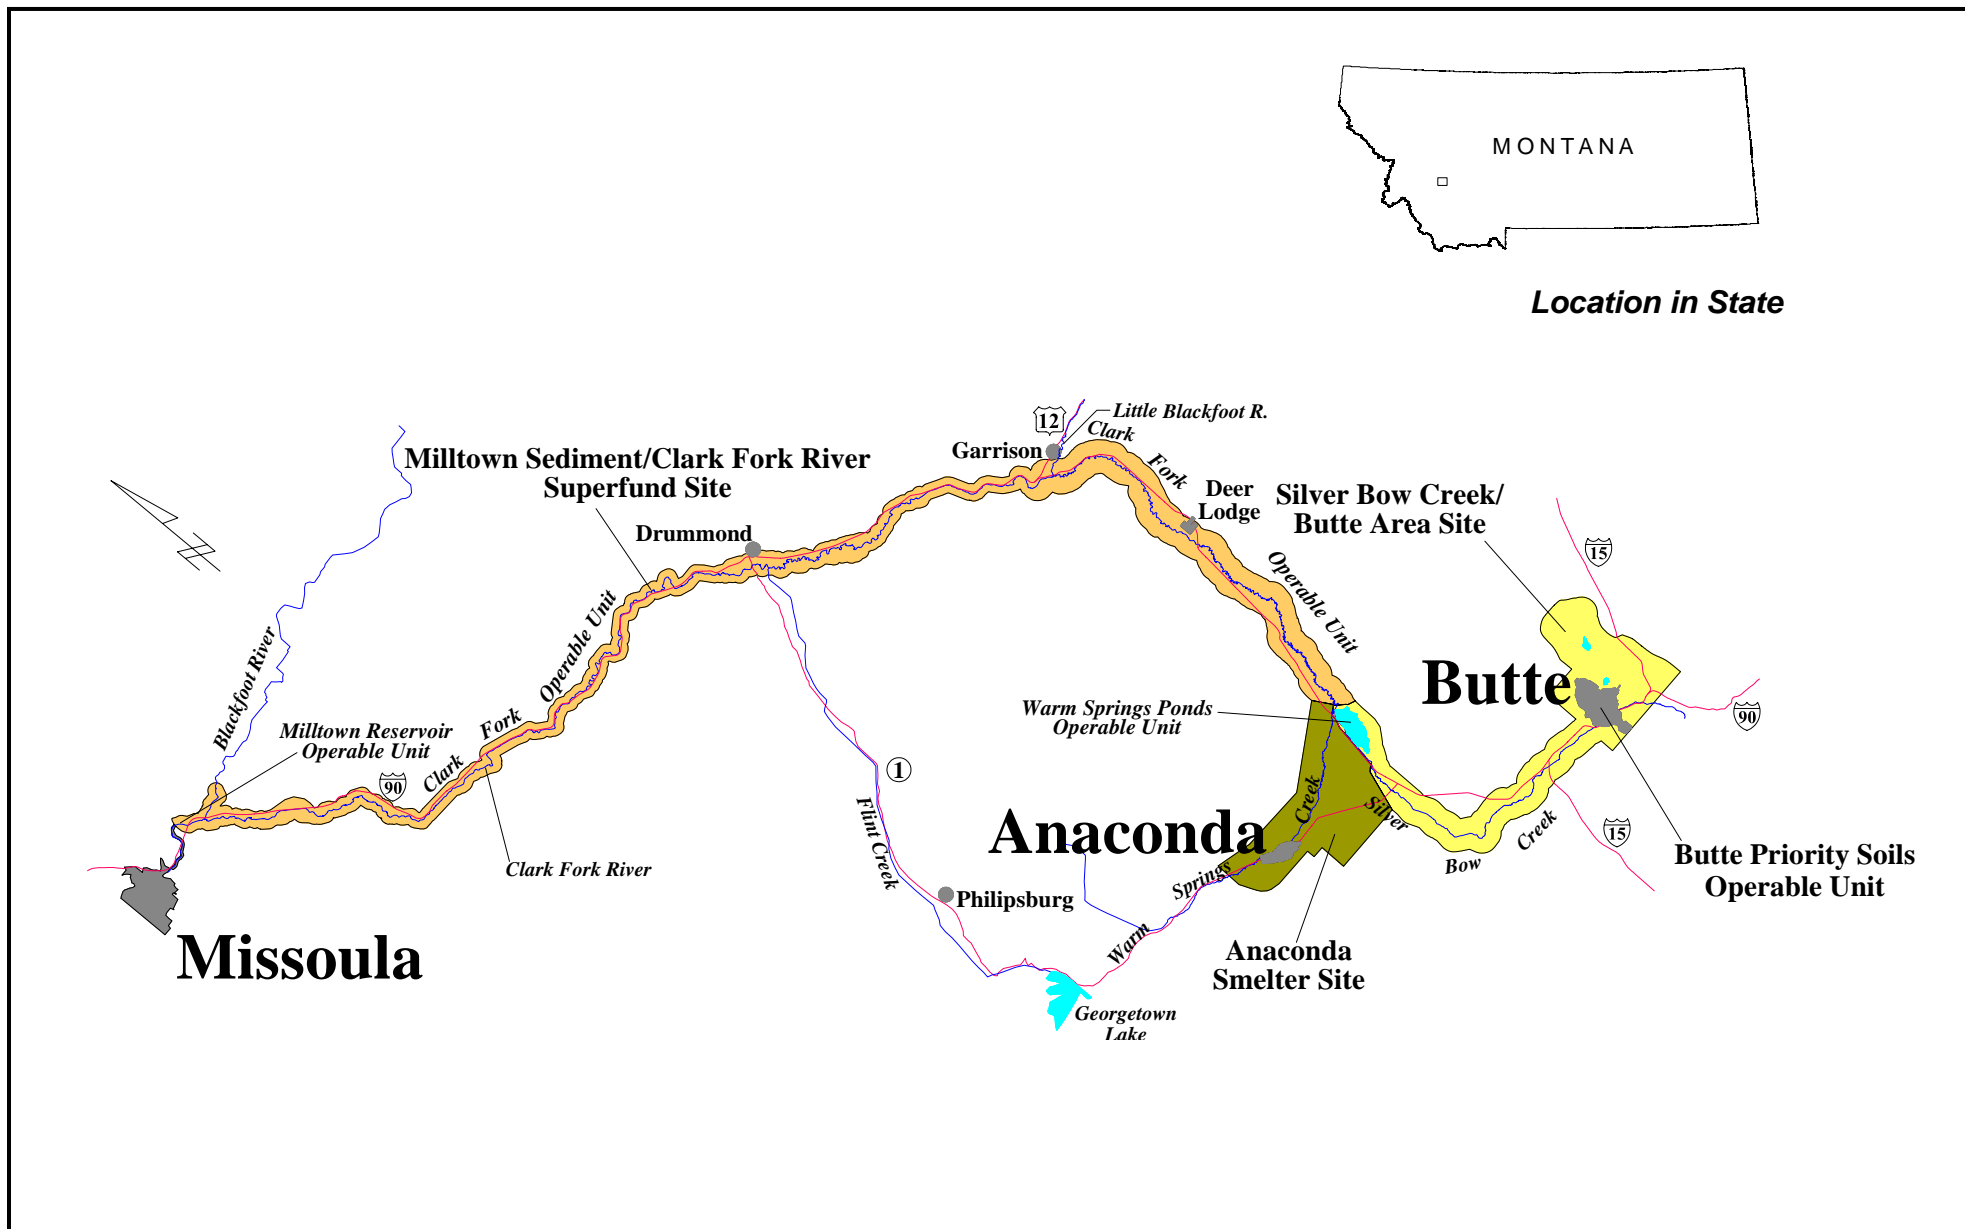 MONTANA
Location in State
12
Little Blackfoot R.
Clark
Garrison
Fork
Milltown Sediment/Clark Fork River
Superfund Site
Deer
Lodge
Silver Bow Creek/
Butte Area Site
Drummond
15
Operable Unit
Operable Unit
Blackfoot River
Butte
Warm Springs Ponds
Operable Unit
Milltown Reservoir
Operable Unit
Fork
90
Clark
90
1
Flint Creek
Creek
Silver
Anaconda
15
Creek
Bow
Butte Priority Soils
Operable Unit
Clark Fork River
Springs
Philipsburg
Warm
Anaconda
Smelter Site
Missoula
Georgetown
Lake